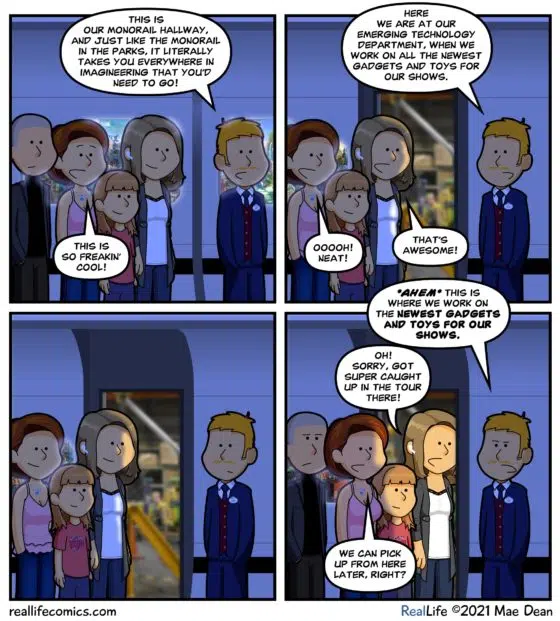 THIS IS
OUR MONORAIL HALLWAY,
AND JUST LIKE THE MONORAIL
IN THE PARKS, IT LITERALLY
TAKES YOU EVERYWHERE IN
IMAGINEERING THAT YOU'D
NEED TO GO!
THIS IS
SO FREAKIN'
COOL!
HERE
WE ARE AT OUR
EMERGING TECHNOLOGY
DEPARTMENT, WHEN WE
WORK ON ALL THE NEWEST
GADGETS AND TOYS FOR
OUR SHOWS.
OOOOH!
NEAT!
THAT'S
AWESOME!
*AHEM* THIS IS
WHERE WE WORK ON
THE NEWEST GADGETS
AND TOYS FOR OUR
SHOWS.
OH!
SORRY, GOT
SUPER CAUGHT
UP IN THE TOUR
THERE!
WE CAN PICK
UP FROM HERE
LATER, RIGHT?
reallifecomics.com
RealLife ©2021 Mae Dean